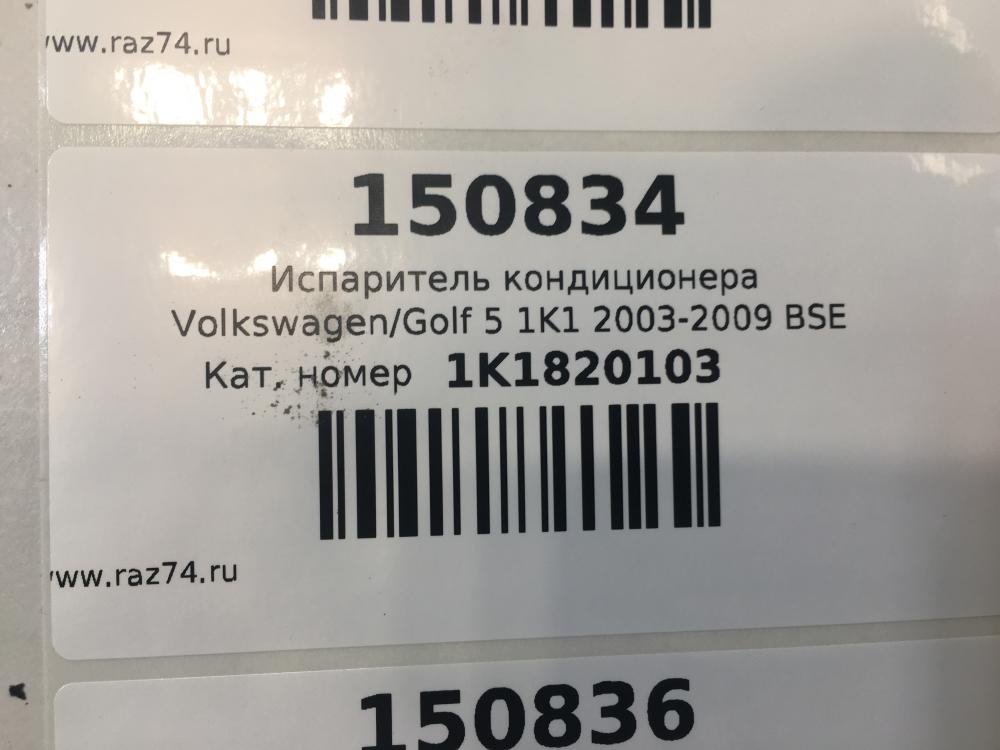 www.raz74.ru
150834
Испаритель кондиционера
Volkswagen/Golf 5 1K1 2003-2009 BSE
Кат, номер 1K1820103
www.raz74.ru
150836